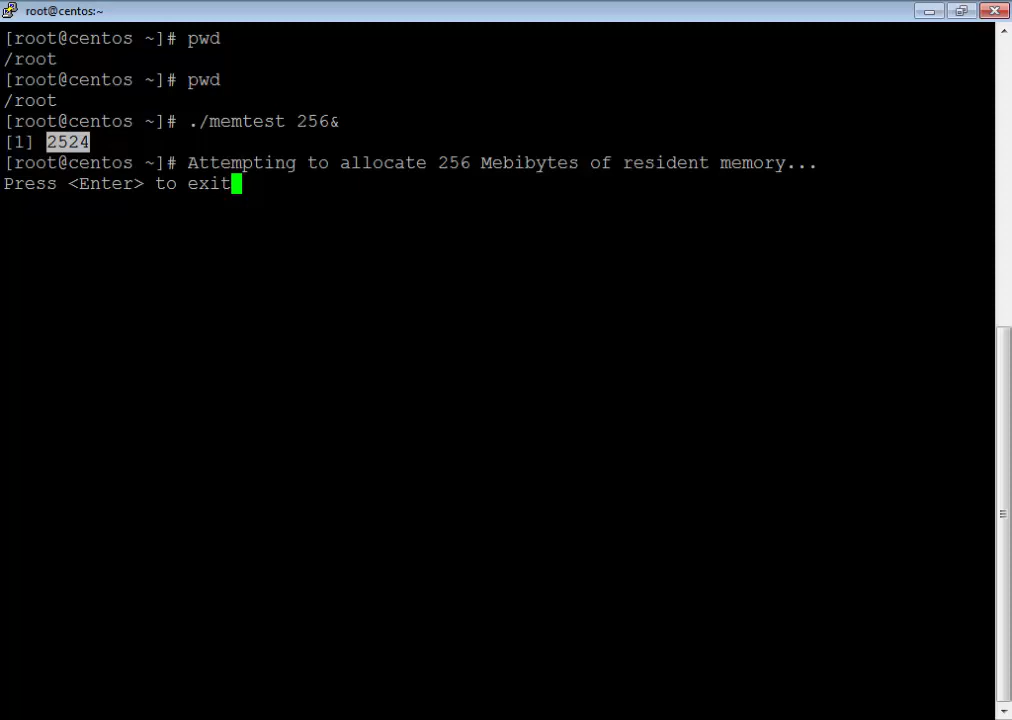 root@centos:~
[root@centos ~]# pwd
/root
[root@centos ~]# pwd
/root
[root@centos ~]# ./memtest 256&
[1] 2524
[root@centos ~]# Attempting to allocate 256 Mebibytes of resident memory...
Press <Enter> to exit